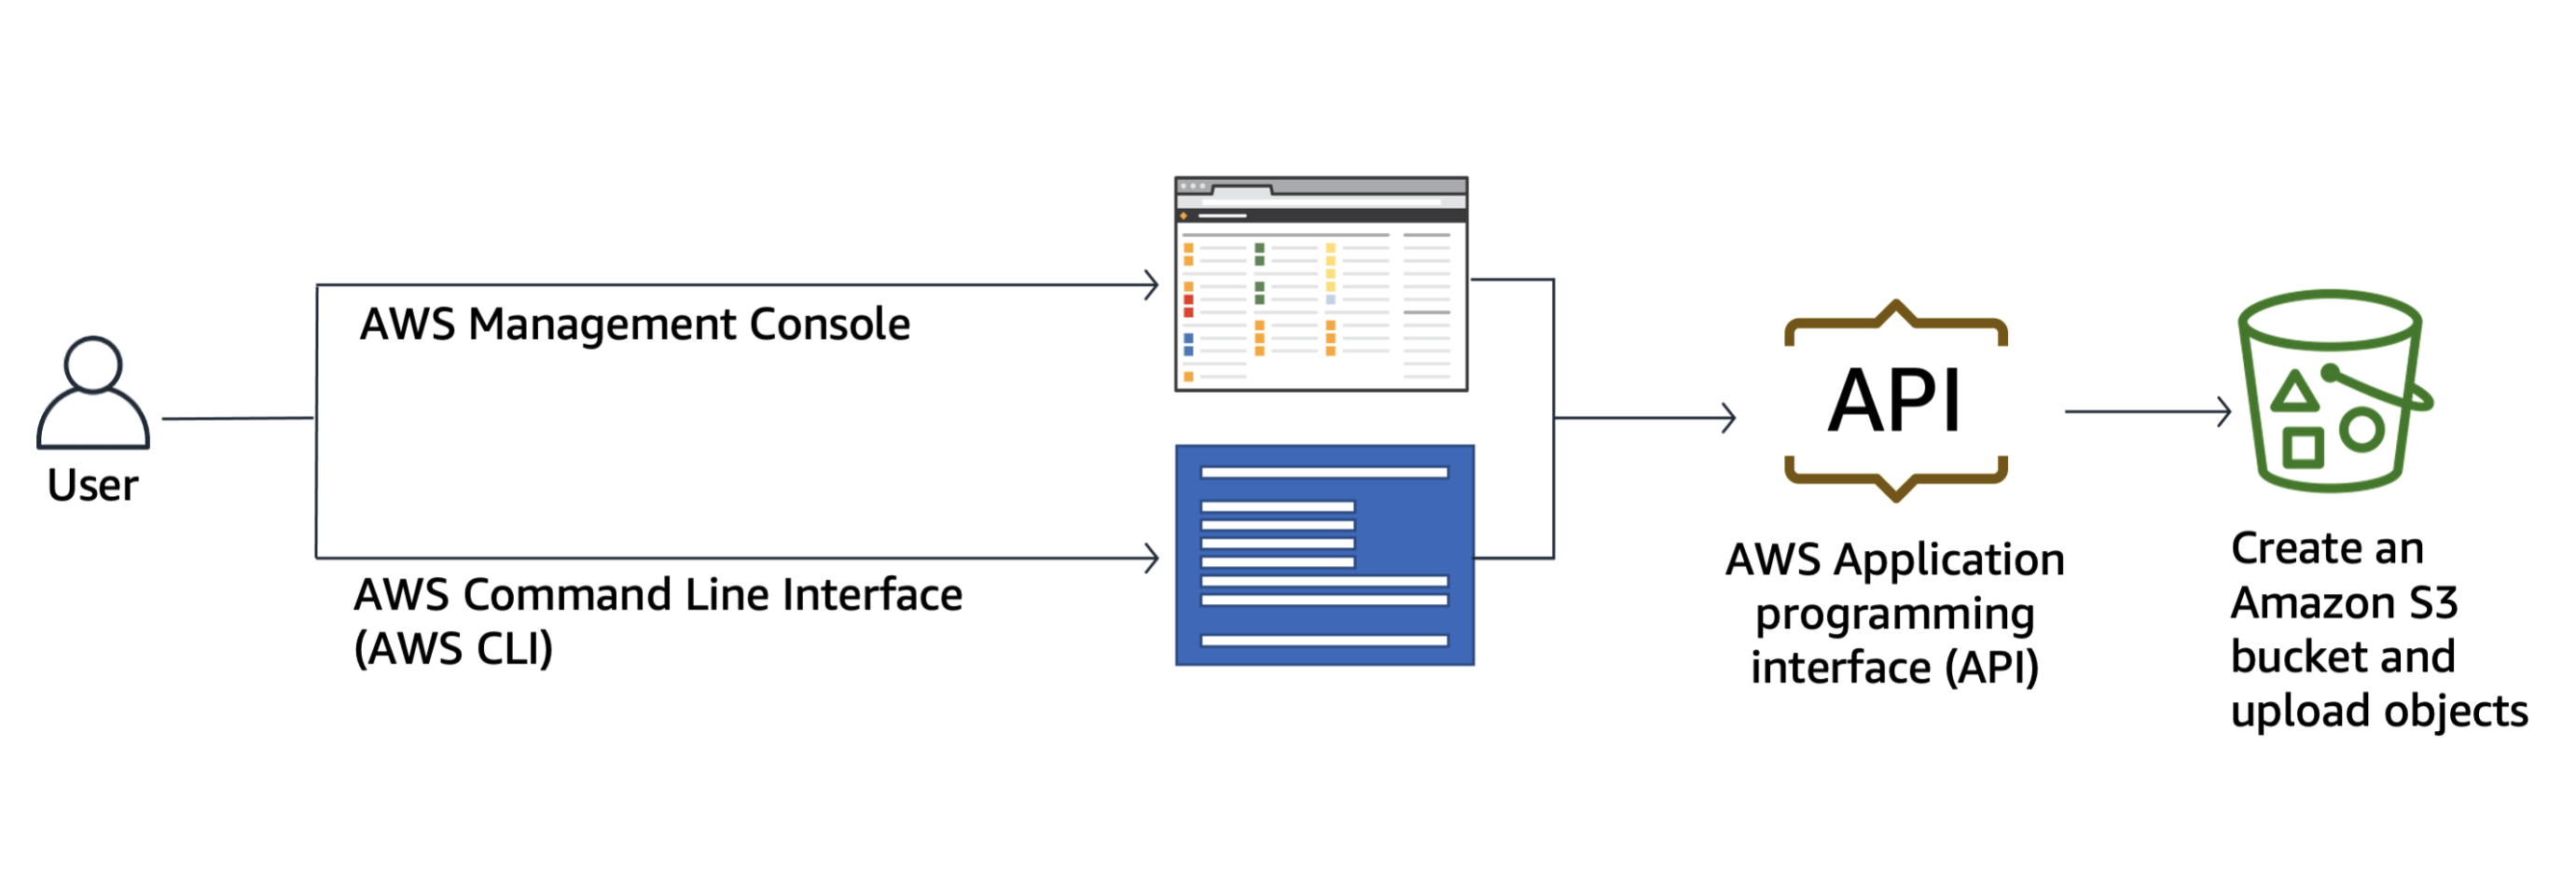 User
AWS Management Console
AWS Command Line Interface
(AWS CLI)
API
AWS Application
programming
interface (API)
Create an
Amazon S3
bucket and
upload objects